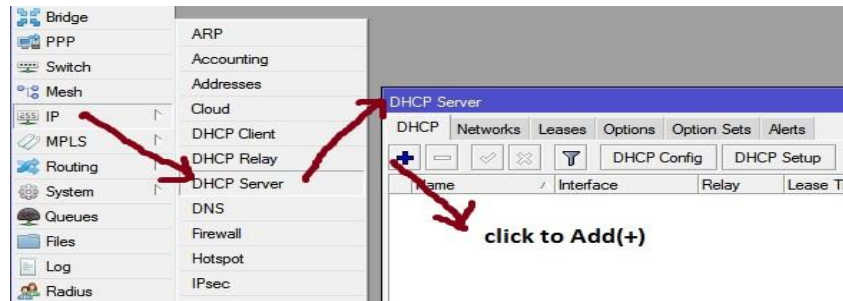 Bridge
PPP
Switch
Mesh
IP
MPLS
Routing
System
Queues
Files
Log
Radius
ARP
Accounting
Addresses
Cloud
DHCP Client
DHCP Relay
DHCP Server
DNS
Firewall
Hotspot
IPsec
DHCP Server
DHCP Networks Leases Options Option Sets Alerts
DHCP Config DHCP Setup
Name Interface Relay Lease
click to Add(+)